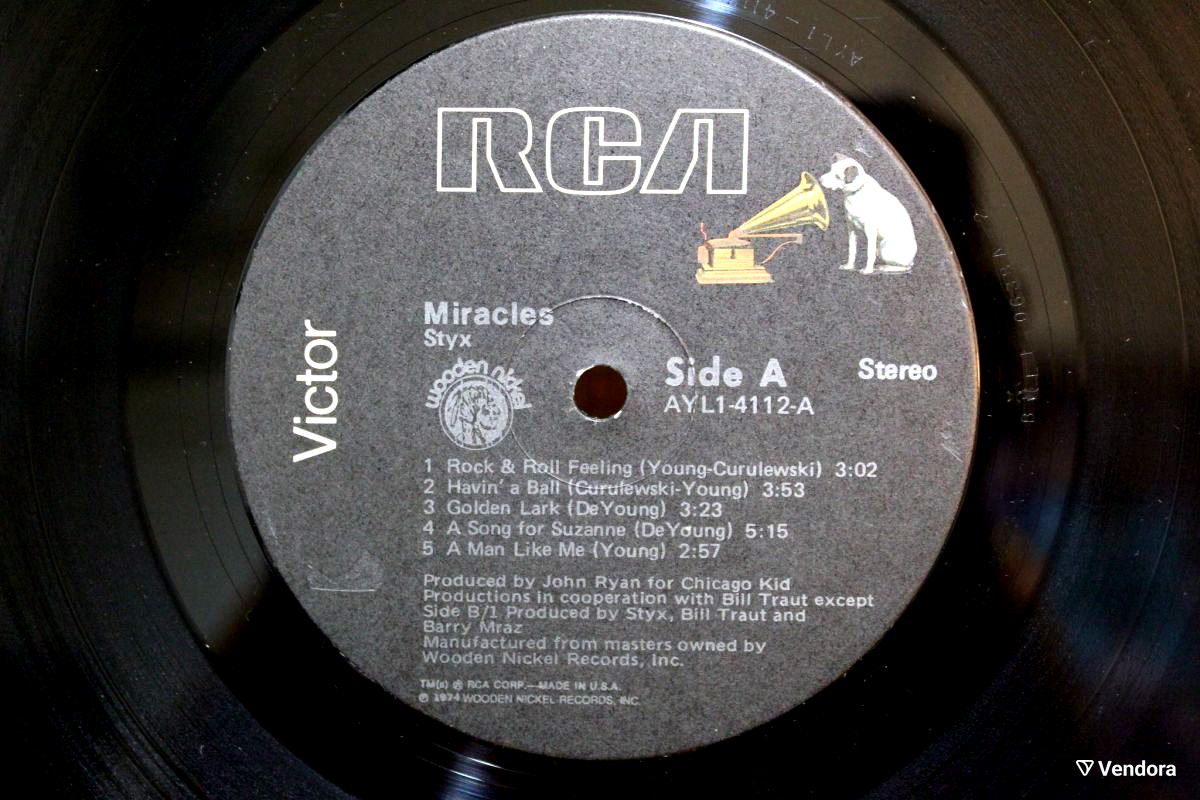 RCA
Victor
Miracles
Styx
wooden nickel
Side A
Stereo
AYL1-4112-A
1 Rock & Roll Feeling (Young-Curulewski) 3:02
2 Havin' a Ball (Curulewski-Young) 3:53
3 Golden Lark (DeYoung) 3:23
4 A Song for Suzanne (DeYoung) 5:15
5 A Man Like Me (Young) 2:57
Produced by John Ryan for Chicago Kid
Productions in cooperation with Bill Traut except
Side B/1 Produced by Styx, Bill Traut and
Barry Mraz
Manufactured from masters owned by
Wooden Nickel Records, Inc.
TM(s) ® RCA CORP.—MADE IN U.S.A.
℗ 1974 WOODEN NICKEL RECORDS, INC.
Vendora